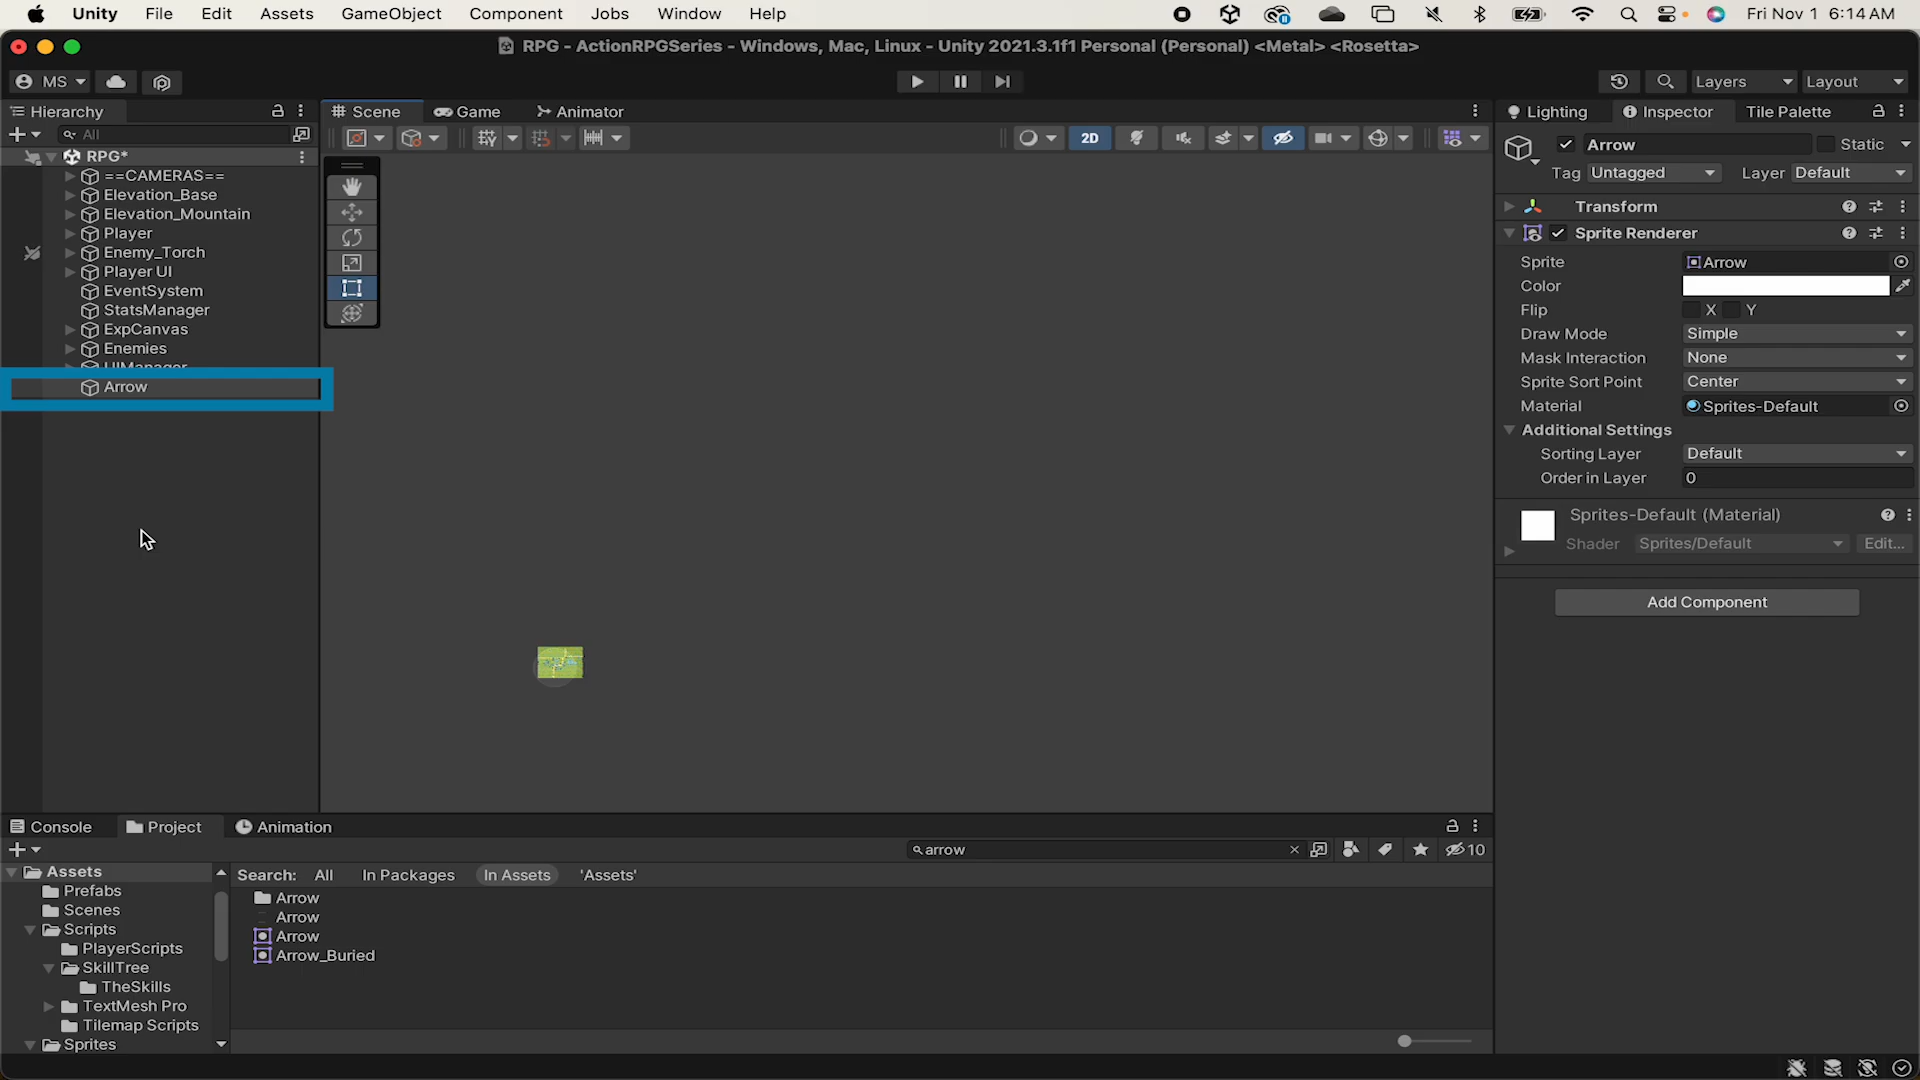 Unity File Edit Assets GameObject Component Jobs Window Help Fri Nov 1 6:14 AM
RPG - ActionRPGSeries - Windows, Mac, Linux - Unity 2021.3.1f1 Personal (Personal) <Metal> <Rosetta>
MS Layers Layout
Hierarchy Scene Game Animator Lighting Inspector Tile Palette
All 2D
RPG*
==CAMERAS==
Elevation_Base
Elevation_Mountain
Player
Enemy_Torch
Player UI
EventSystem
StatsManager
ExpCanvas
Enemies
UIManager
Arrow
Arrow Static
Tag Untagged Layer Default
Transform
Sprite Renderer
Sprite Arrow
Color
Flip X Y
Draw Mode Simple
Mask Interaction None
Sprite Sort Point Center
Material Sprites-Default
Additional Settings
Sorting Layer Default
Order in Layer 0
Sprites-Default (Material)
Shader Sprites/Default Edit...
Add Component
Console Project Animation
arrow 10
Assets
Prefabs
Scenes
Scripts
PlayerScripts
SkillTree
TheSkills
TextMesh Pro
Tilemap Scripts
Sprites
Search: All In Packages In Assets 'Assets'
Arrow
Arrow
Arrow
Arrow_Buried